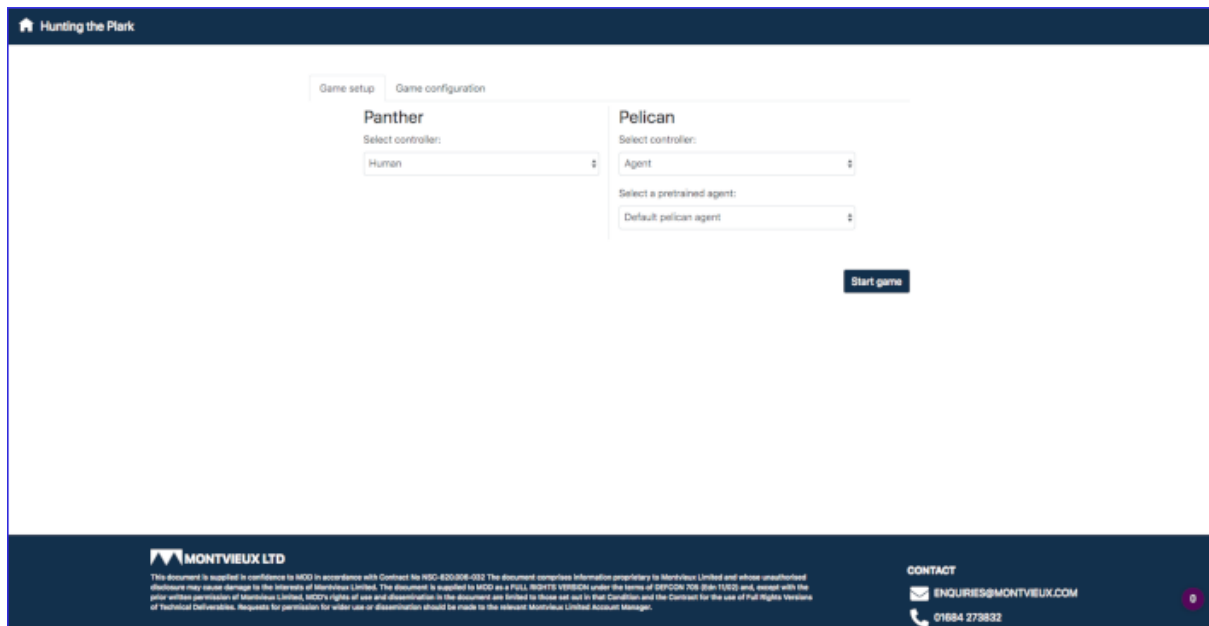 Hunting the Plark
Game setup Game configuration
Panther Pelican
Select controller: Select controller:
Human Agent
Select a pretrained agent:
Default pelican agent
Start game
MONTVIEUX LTD
This document is supplied in confidence to MOD in accordance with Contract No NSC-620.006-032 The document comprises information proprietary to Montvieux Limited and whose unauthorised
disclosure may cause damage to the interests of Montvieux Limited. The document is supplied to MOD as a FULL RIGHTS VERSION under the terms of DEFCON 705 (Edn 11/02) and, except with the
prior written permission of Montvieux Limited, MOD's rights of use and dissemination in the document are limited to those set out in that Condition and the Contract for the use of Full Rights Versions
of Technical Deliverables. Requests for permission for wider use or dissemination should be made to the relevant Montvieux Limited Account Manager.
CONTACT
ENQUIRIES@MONTVIEUX.COM
01684 273832
0